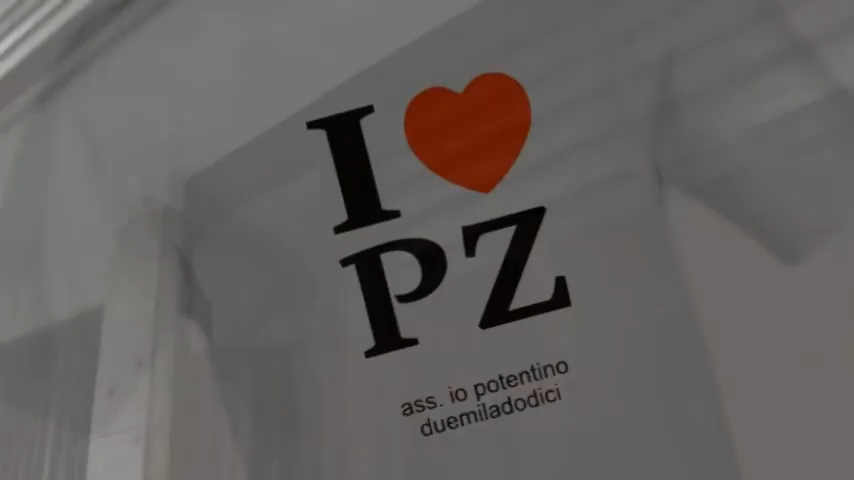 I ❤
PZ
ass. io potentino
duemiladodici